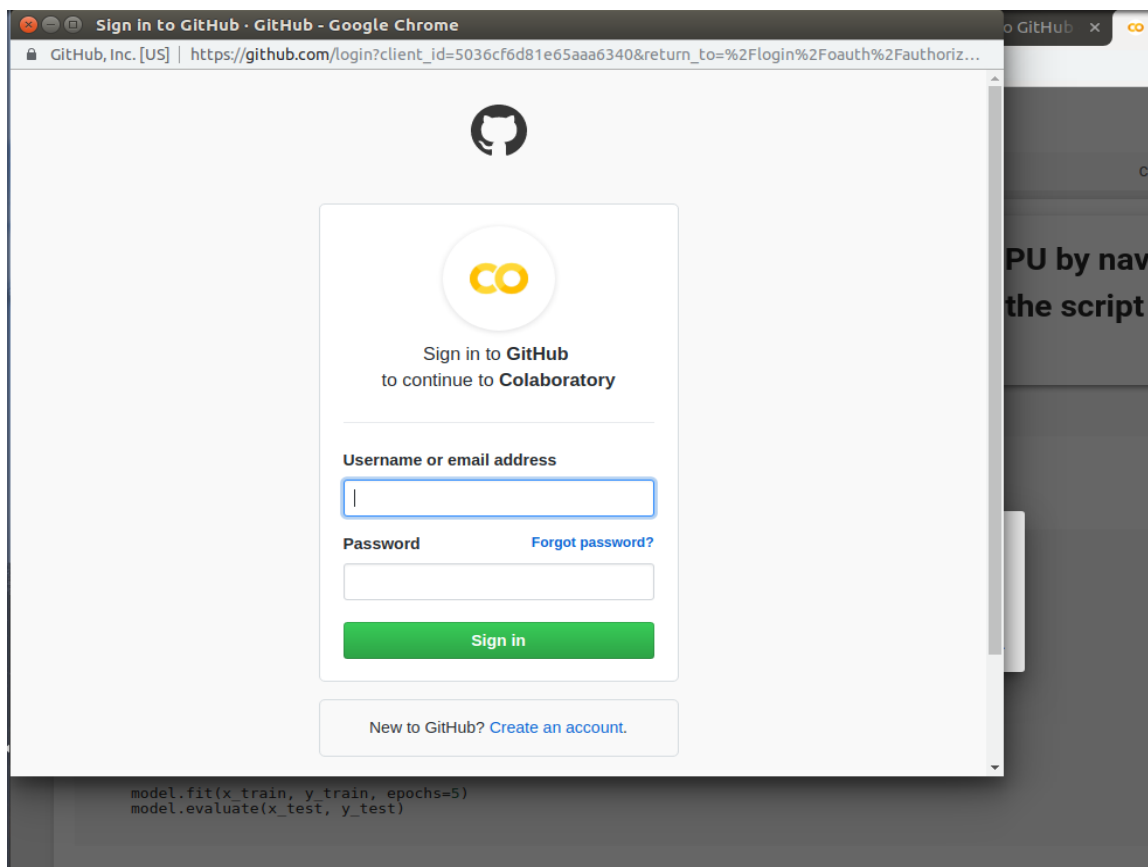 Sign in to GitHub · GitHub - Google Chrome
o GitHub ×
GitHub, Inc. [US] | https://github.com/login?client_id=5036cf6d81e65aaa6340&return_to=%2Flogin%2Foauth%2Fauthoriz...
C
PU by nav
the script
Sign in to GitHub
to continue to Colaboratory
Username or email address
Password
Forgot password?
Sign in
New to GitHub? Create an account.
model.fit(x_train, y_train, epochs=5)
model.evaluate(x_test, y_test)